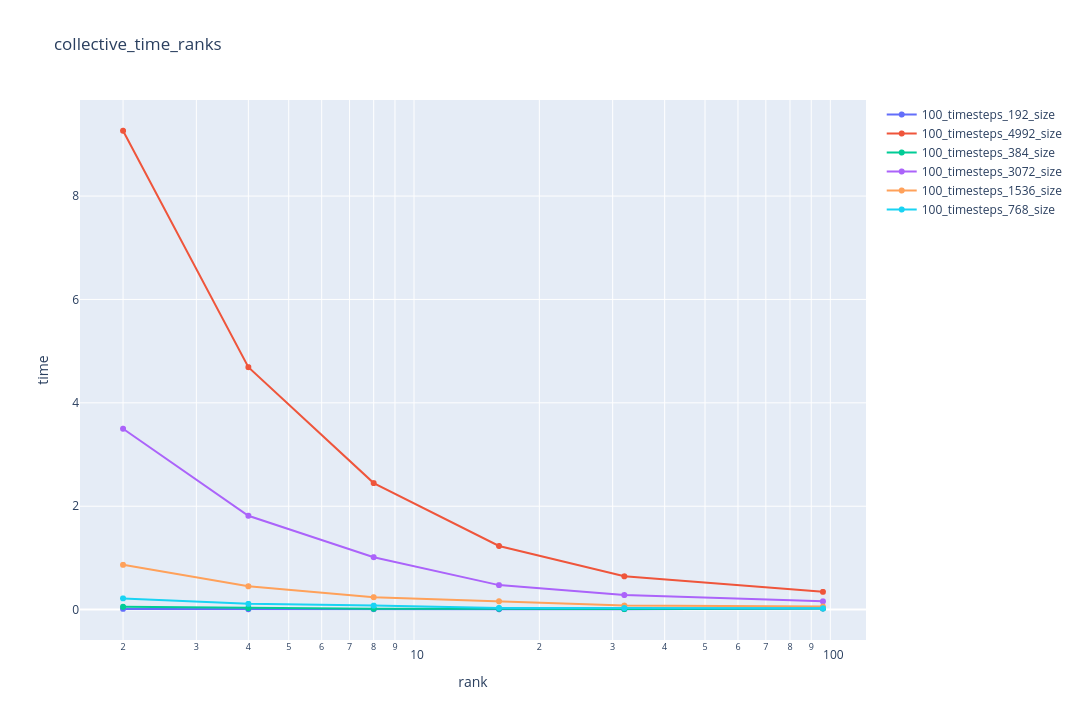 collective_time_ranks
100_timesteps_192_size
100_timesteps_4992_size
100_timesteps_384_size
100_timesteps_3072_size
100_timesteps_1536_size
100_timesteps_768_size
8
6
4
2
0
time
2 3 4 5 6 7 8 9 10 2 3 4 5 6 7 8 9 100
rank